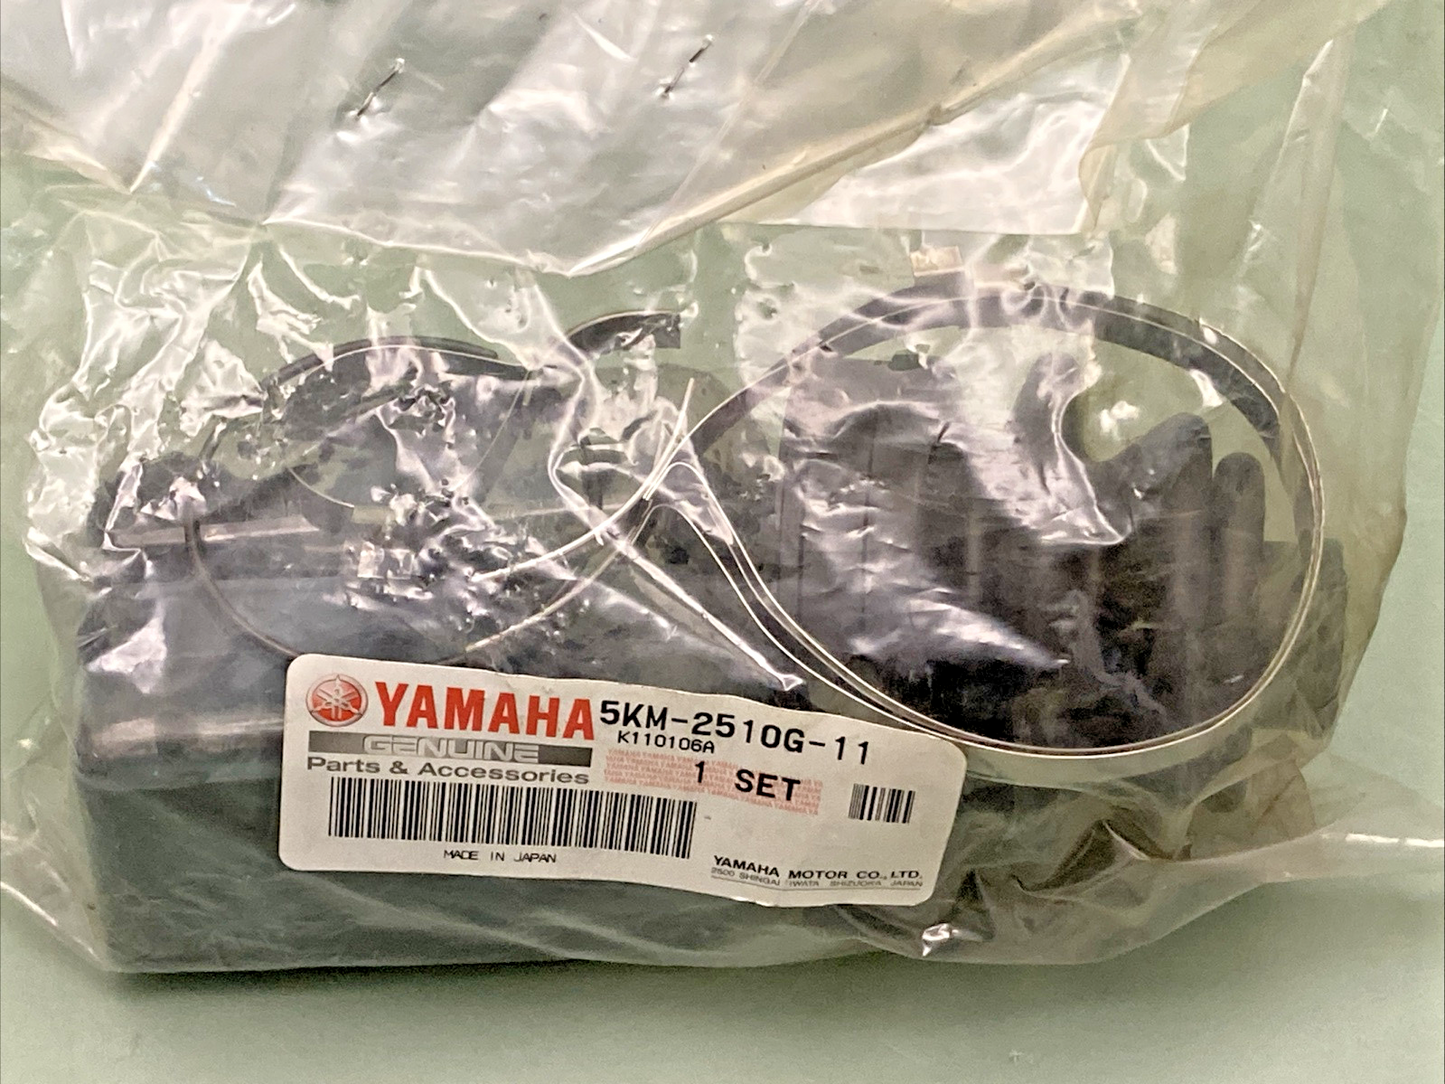 YAMAHA 5KM-2510G-11
GENUINE K110106A
Parts & Accessories 1 SET
MADE IN JAPAN
YAMAHA MOTOR CO., LTD.
2500 SHINGAI IWATA SHIZUOKA JAPAN